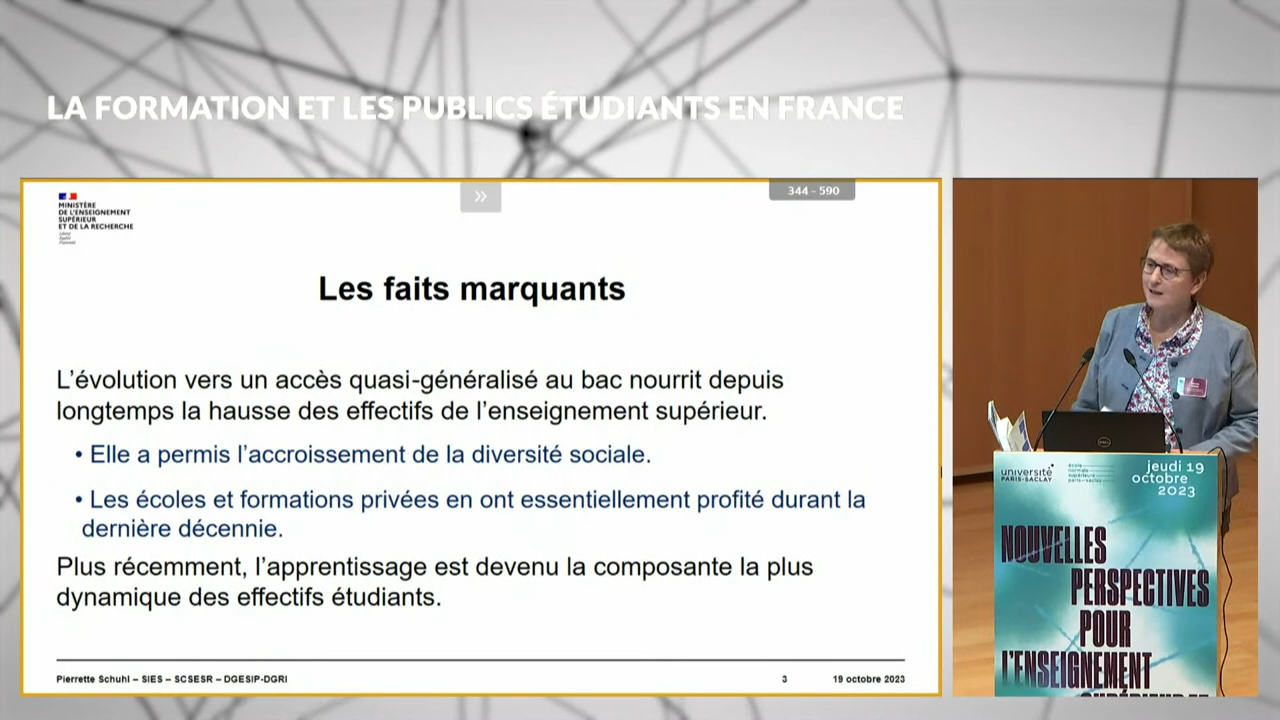 LA FORMATION ET LES PUBLICS ÉTUDIANTS EN FRANCE
344 - 590
MINISTÈRE
DE L'ENSEIGNEMENT
SUPÉRIEUR
ET DE LA RECHERCHE
Liberté
Égalité
Fraternité
Les faits marquants
L'évolution vers un accès quasi-généralisé au bac nourrit depuis
longtemps la hausse des effectifs de l'enseignement supérieur.
• Elle a permis l'accroissement de la diversité sociale.
• Les écoles et formations privées en ont essentiellement profité durant la
dernière décennie.
Plus récemment, l'apprentissage est devenu la composante la plus
dynamique des effectifs étudiants.
Pierrette Schuhl – SIES – SCSESR – DGESIP-DGRI
3
19 octobre 2023
DELL
université
PARIS-SACLAY
école
normale
supérieure
paris-saclay
jeudi 19
octobre
2023
NOUVELLES
PERSPECTIVES
POUR
L'ENSEIGNEMENT